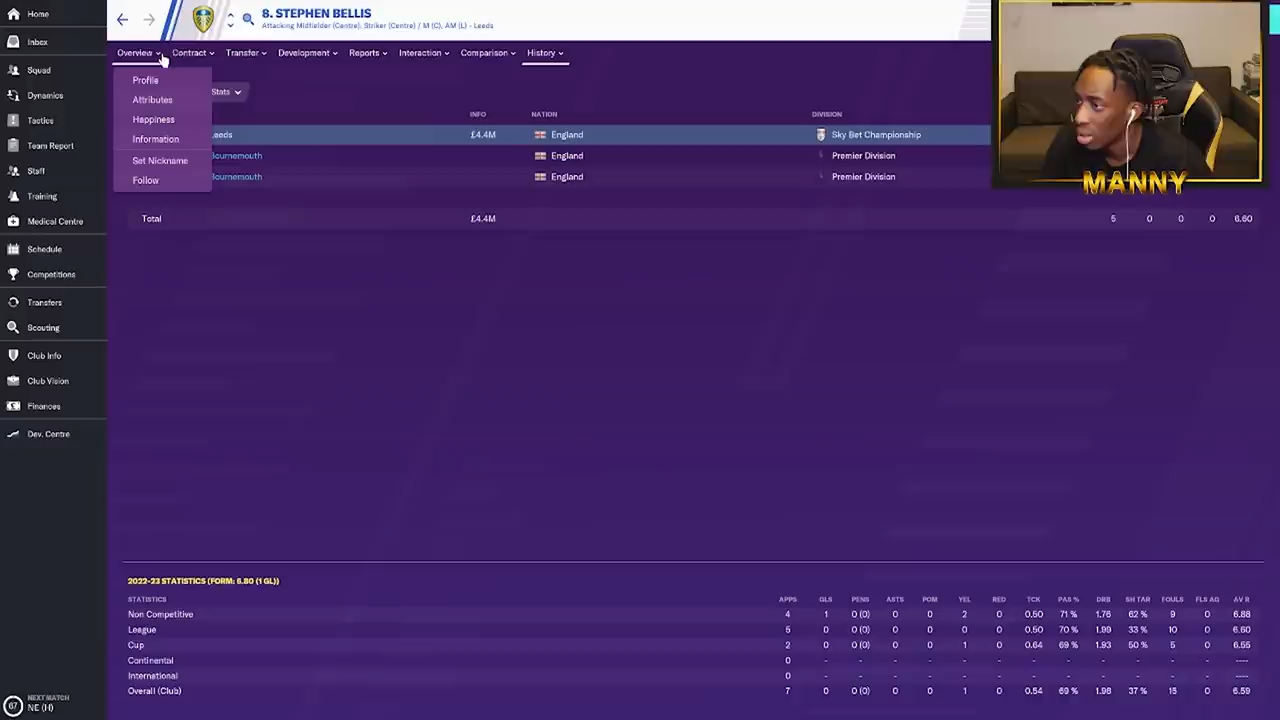 Home
Inbox
Squad
Dynamics
Tactics
Team Report
Staff
Training
Medical Centre
Schedule
Competitions
Transfers
Scouting
Club Info
Club Vision
Finances
Dev. Centre
67 NEXT MATCH
NE (H)
8. STEPHEN BELLIS
Attacking Midfielder (Centre); Striker (Centre) / M (C), AM (L) - Leeds
Overview Contract Transfer Development Reports Interaction Comparison History
Profile
Attributes
Happiness
Information
Set Nickname
Follow
Stats
INFO NATION DIVISION
Leeds £4.4M England Sky Bet Championship
Bournemouth England Premier Division
Bournemouth England Premier Division
Total £4.4M 5 0 0 0 6.60
MANNY
2022-23 STATISTICS (FORM: 6.80 (1 GL))
STATISTICS APPS GLS PENS ASTS POM YEL RED TCK PAS % DRB SH TAR FOULS FLS AG AV R
Non Competitive 4 1 0 (0) 0 0 2 0 0.50 71 % 1.76 62 % 9 0 6.88
League 5 0 0 (0) 0 0 0 0 0.50 70 % 1.99 33 % 10 0 6.60
Cup 2 0 0 (0) 0 0 1 0 0.64 69 % 1.93 50 % 5 0 6.55
Continental 0 - - - - - - - - - - - - ----
International 0 - - - - - - - - - - - - ----
Overall (Club) 7 0 0 (0) 0 0 1 0 0.54 69 % 1.98 37 % 15 0 6.59